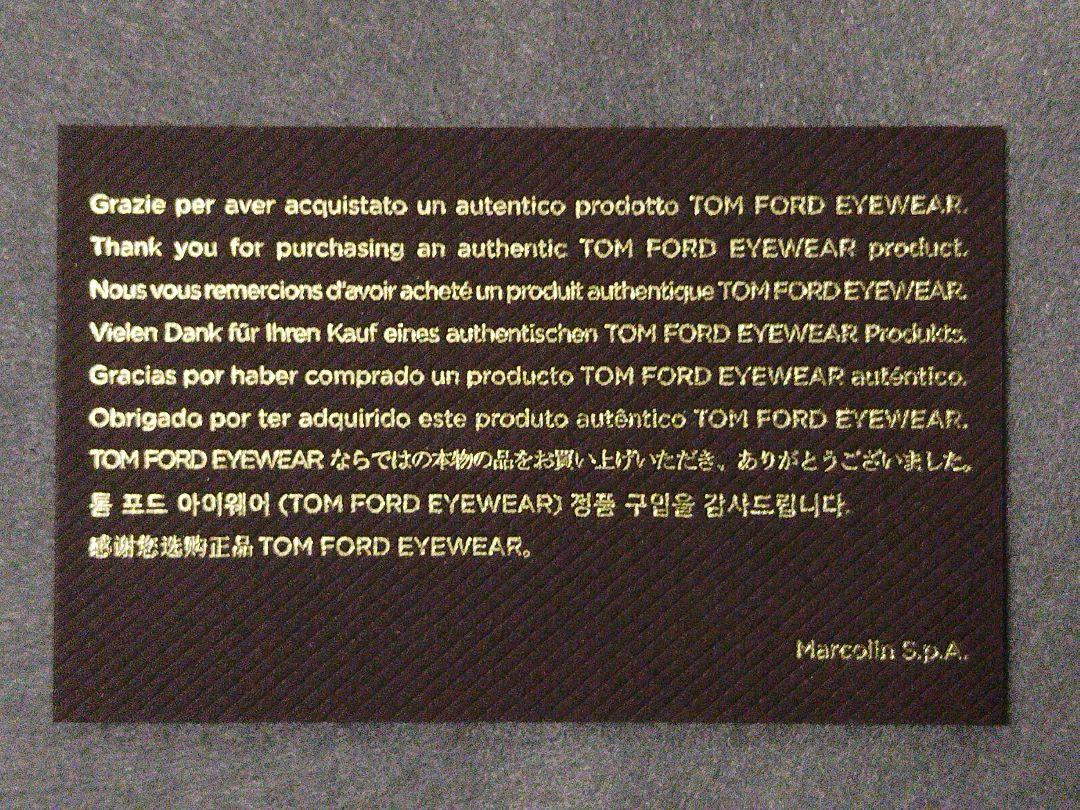 Grazie per aver acquistato un autentico prodotto TOM FORD EYEWEAR.
Thank you for purchasing an authentic TOM FORD EYEWEAR product.
Nous vous remercions d'avoir acheté un produit authentique TOM FORD EYEWEAR.
Vielen Dank für Ihren Kauf eines authentischen TOM FORD EYEWEAR Produkts.
Gracias por haber comprado un producto TOM FORD EYEWEAR auténtico.
Obrigado por ter adquirido este produto autêntico TOM FORD EYEWEAR.
TOM FORD EYEWEAR ならではの本物の品をお買い上げいただき、ありがとうございました。
톰 포드 아이웨어 (TOM FORD EYEWEAR) 정품 구입을 감사드립니다.
感谢您选购正品 TOM FORD EYEWEAR。
Marcolin S.p.A.